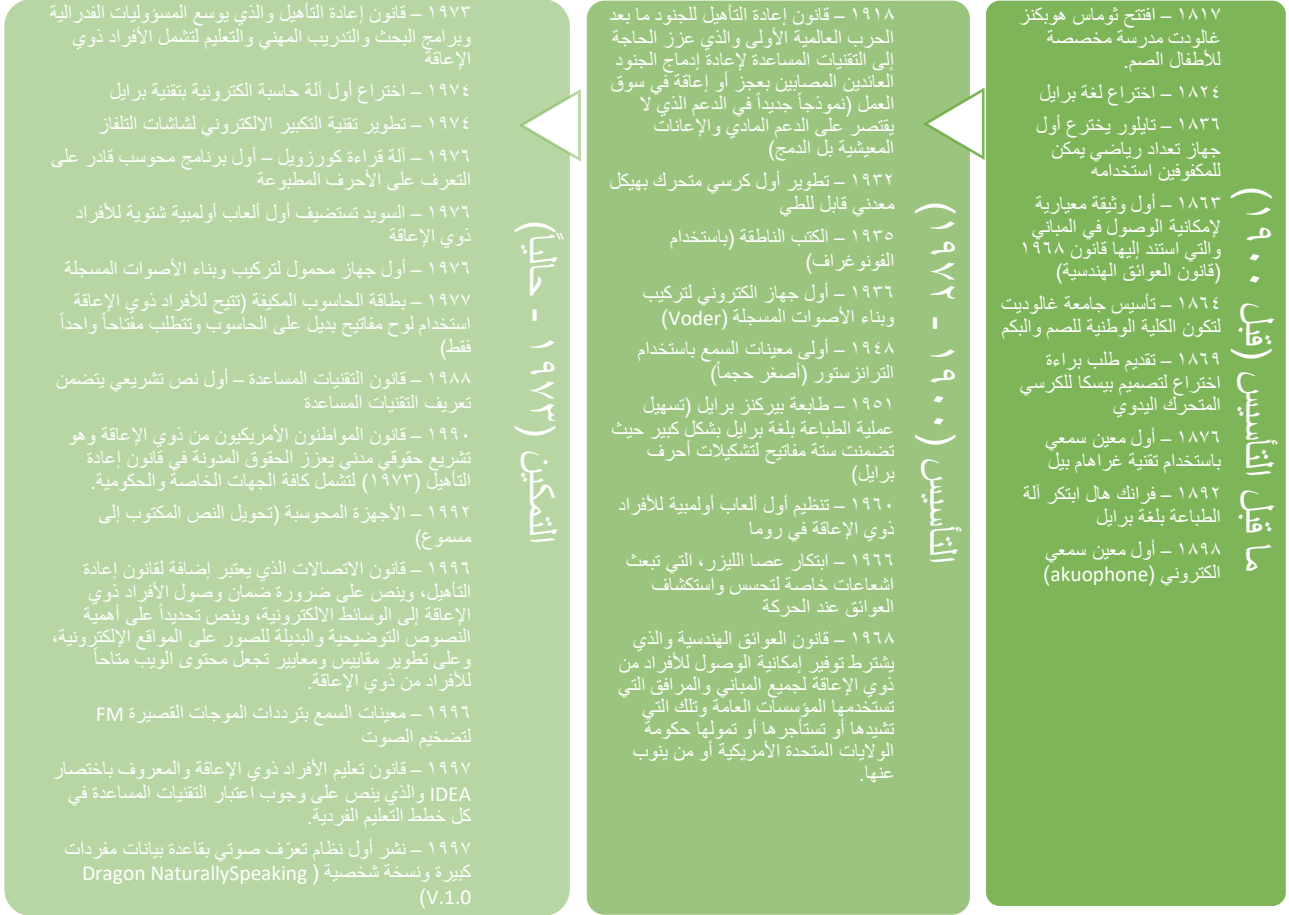 ما قبل التأسيس (قبل ١٩٠٠)
١٨١٧ – افتتح ثوماس هوبكنز
غالودت مدرسة مخصصة
للأطفال الصم.
١٨٢٤ – اختراع لغة برايل
١٨٣٦ – تايلور يخترع أول
جهاز تعداد رياضي يمكن
للمكفوفين استخدامه
١٨٦٣ – أول وثيقة معيارية
لإمكانية الوصول في المباني
والتي استند إليها قانون ١٩٦٨
(قانون العوائق الهندسية)
١٨٦٤ – تأسيس جامعة غالوديت
لتكون الكلية الوطنية للصم والبكم
١٨٦٩ – تقديم طلب براءة
اختراع لتصميم بيسكا للكرسي
المتحرك اليدوي
١٨٧٦ – أول معين سمعي
باستخدام تقنية غراهام بيل
١٨٩٢ – فرانك هال ابتكر آلة
الطباعة بلغة برايل
١٨٩٨ – أول معين سمعي
الكتروني (akuophone)
التأسيس (١٩٠٠ - ١٩٧٢)
١٩١٨ – قانون إعادة التأهيل للجنود ما بعد
الحرب العالمية الأولى والذي عزز الحاجة
إلى التقنيات المساعدة لإعادة إدماج الجنود
العائدين المصابين بعجز أو إعاقة في سوق
العمل (نموذجاً جديداً في الدعم الذي لا
يقتصر على الدعم المادي والإعانات
المعيشية بل الدمج)
١٩٣٢ – تطوير أول كرسي متحرك بهيكل
معدني قابل للطي
١٩٣٥ – الكتب الناطقة (باستخدام
الفونوغراف)
١٩٣٦ – أول جهاز الكتروني لتركيب
وبناء الأصوات المسجلة (Voder)
١٩٤٨ – أولى معينات السمع باستخدام
الترانزستور (أصغر حجماً)
١٩٥١ – طابعة بيركنز برايل (تسهيل
عملية الطباعة بلغة برايل بشكل كبير حيث
تضمنت ستة مفاتيح لتشكيلات أحرف
برايل)
١٩٦٠ – تنظيم أول ألعاب أولمبية للأفراد
ذوي الإعاقة في روما
١٩٦٦ – ابتكار عصا الليزر، التي تبعث
اشعاعات خاصة لتحسس واستكشاف
العوائق عند الحركة
١٩٦٨ – قانون العوائق الهندسية والذي
يشترط توفير إمكانية الوصول للأفراد من
ذوي الإعاقة لجميع المباني والمرافق التي
تستخدمها المؤسسات العامة وتلك التي
تشيدها أو تستأجرها أو تمولها حكومة
الولايات المتحدة الأمريكية أو من ينوب
عنها.
التمكين (١٩٧٣ - حالياً)
١٩٧٣ – قانون إعادة التأهيل والذي يوسع المسؤوليات الفدرالية
وبرامج البحث والتدريب المهني والتعليم لتشمل الأفراد ذوي
الإعاقة
١٩٧٤ – اختراع أول آلة حاسبة الكترونية بتقنية برايل
١٩٧٤ – تطوير تقنية التكبير الالكتروني لشاشات التلفاز
١٩٧٦ – آلة قراءة كورزويل – أول برنامج محوسب قادر على
التعرف على الأحرف المطبوعة
١٩٧٦ – السويد تستضيف أول ألعاب أولمبية شتوية للأفراد
ذوي الإعاقة
١٩٧٦ – أول جهاز محمول لتركيب وبناء الأصوات المسجلة
١٩٧٧ – بطاقة الحاسوب المكيفة (تتيح للأفراد ذوي الإعاقة
استخدام لوح مفاتيح بديل على الحاسوب وتتطلب مفتاحاً واحداً
فقط)
١٩٨٨ – قانون التقنيات المساعدة – أول نص تشريعي يتضمن
تعريف التقنيات المساعدة
١٩٩٠ – قانون المواطنون الأمريكيون من ذوي الإعاقة وهو
تشريع حقوقي مدني يعزز الحقوق المدونة في قانون إعادة
التأهيل (١٩٧٣) لتشمل كافة الجهات الخاصة والحكومية.
١٩٩٢ – الأجهزة المحوسبة (تحويل النص المكتوب إلى
مسموع)
١٩٩٦ – قانون الاتصالات الذي يعتبر إضافة لقانون إعادة
التأهيل، وينص على ضرورة ضمان وصول الأفراد ذوي
الإعاقة إلى الوسائط الالكترونية، وينص تحديداً على أهمية
النصوص التوضيحية والبديلة للصور على المواقع الإلكترونية،
وعلى تطوير مقاييس ومعايير تجعل محتوى الويب متاحاً
للأفراد من ذوي الإعاقة.
١٩٩٦ – معينات السمع بترددات الموجات القصيرة FM
لتضخيم الصوت
١٩٩٧ – قانون تعليم الأفراد ذوي الإعاقة والمعروف باختصار
IDEA والذي ينص على وجوب اعتبار التقنيات المساعدة في
كل خطط التعليم الفردية.
١٩٩٧ – نشر أول نظام تعرّف صوتي بقاعدة بيانات مفردات
كبيرة ونسخة شخصية (Dragon NaturallySpeaking
V.1.0)